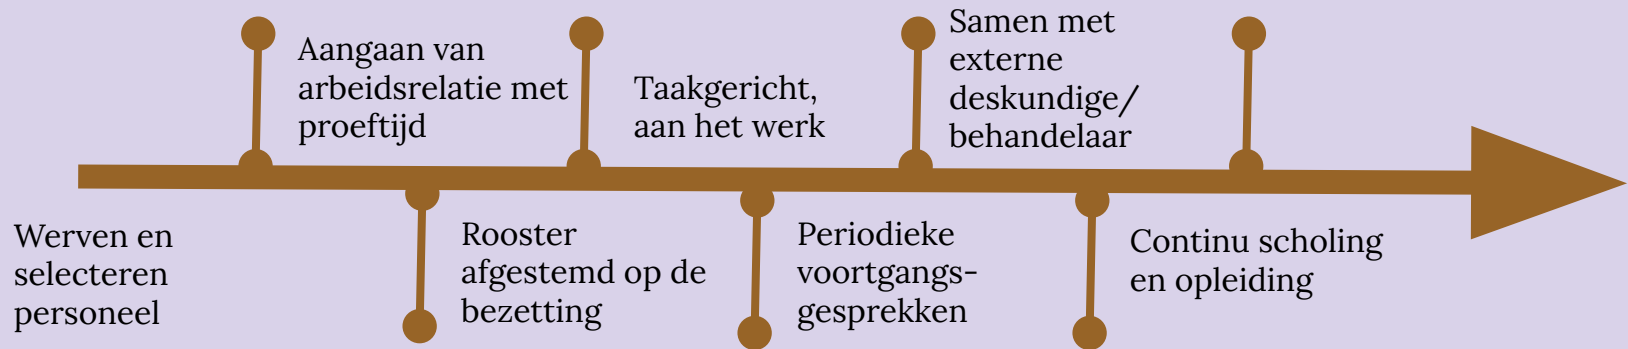 Werven en
selecteren
personeel
Aangaan van
arbeidsrelatie met
proeftijd
Rooster
afgestemd op de
bezetting
Taakgericht,
aan het werk
Periodieke
voortgangs-
gesprekken
Samen met
externe
deskundige/
behandelaar
Continu scholing
en opleiding